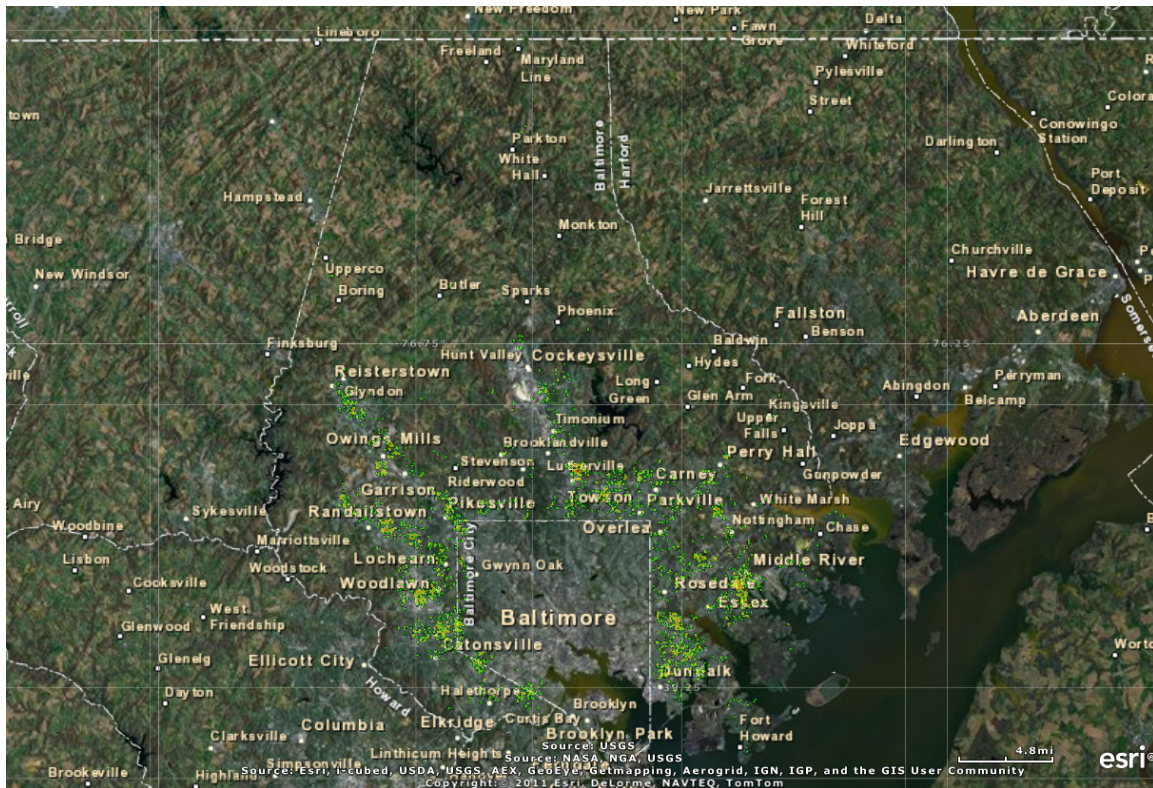 New Freedom
New Park
Fawn
Grove
Delta
Lineboro
Freeland
Maryland
Line
Whiteford
Pylesville
Street
town
Colora
Conowingo
Station
Parkton
White
Hall
Baltimore
Harford
Darlington
Port
Deposit
Hampstead
Jarrettsville
Forest
Hill
Monkton
Bridge
New Windsor
Upperco
Boring
Butler
Sparks
Phoenix
Churchville
Havre de Grace
Fallston
Benson
Aberdeen
Finksburg
76.75
Hunt Valley
Cockeysville
Baldwin
Hydes
76.25
Reisterstown
Glyndon
Long
Green
Fork
Glen Arm
Kingsville
Abingdon
Perryman
Belcamp
Timonium
Upper
Falls
Joppa
Edgewood
Owings Mills
Brooklandville
Stevenson
Lutherville
Perry Hall
Carney
Gunpowder
Riderwood
Garrison
Pikesville
Towson
Parkville
White Marsh
Airy
Sykesville
Randallstown
Overlea
Nottingham
Chase
Woodbine
Marriottsville
Lisbon
Woodstock
Lochearn
Baltimore City
Gwynn Oak
Middle River
Cooksville
Woodlawn
Rosedale
Essex
West
Friendship
Glenwood
Baltimore
Catonsville
Glenelg
Ellicott City
Dundalk
39.25
Howard
Dayton
Halethorpe
Brooklyn
Columbia
Elkridge
Curtis Bay
Brooklyn Park
Fort
Howard
Clarksville
Simpsonville
Linthicum Heights
Brookeville
Source: USGS
Source: NASA, NGA, USGS
Source: Esri, i-cubed, USDA, USGS, AEX, GeoEye, Getmapping, Aerogrid, IGN, IGP, and the GIS User Community
Copyright:© 2011 Esri, DeLorme, NAVTEQ, TomTom
4.8mi
esri